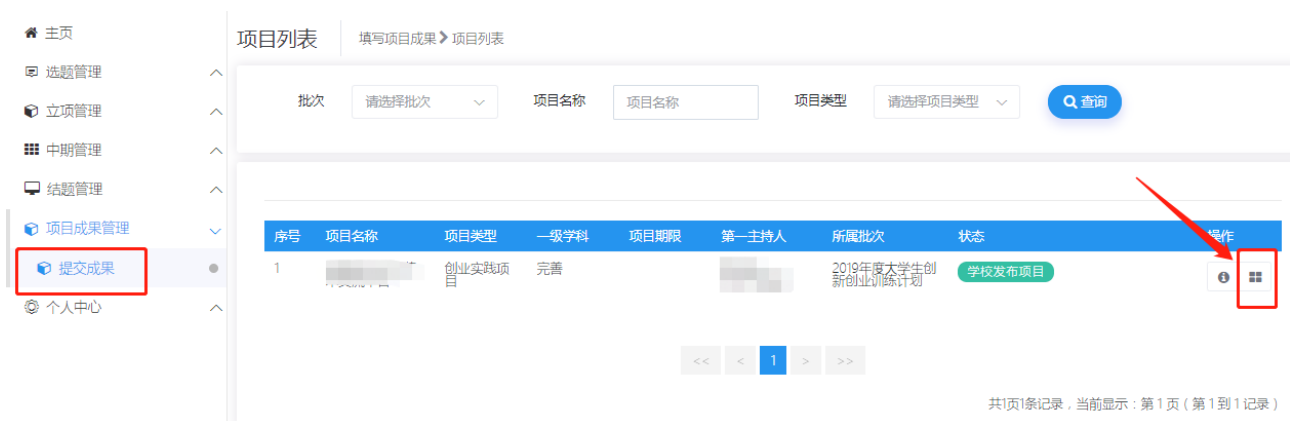 主页
项目列表
填写项目成果 项目列表
选题管理
立项管理
中期管理
结题管理
项目成果管理
提交成果
个人中心
批次 请选择批次 项目名称 项目名称 项目类型 请选择项目类型 查询
序号 项目名称 项目类型 一级学科 项目期限 第一主持人 所属批次 状态 操作
1 创业实践项 完善 2019年度大学生创 学校发布项目
目 新创业训练计划
<< < 1 > >>
共1页1条记录，当前显示：第1页（第1到1记录）